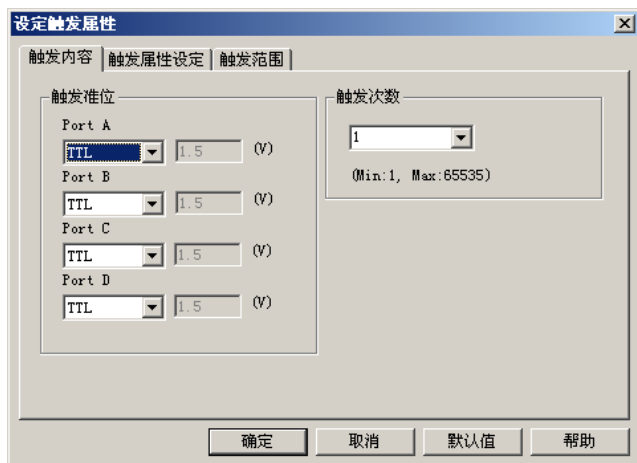 设定触发属性
触发内容 触发属性设定 触发范围
触发准位
Port A
TTL 1.5 (V)
Port B
TTL 1.5 (V)
Port C
TTL 1.5 (V)
Port D
TTL 1.5 (V)
触发次数
1
(Min:1, Max:65535)
确定 取消 默认值 帮助